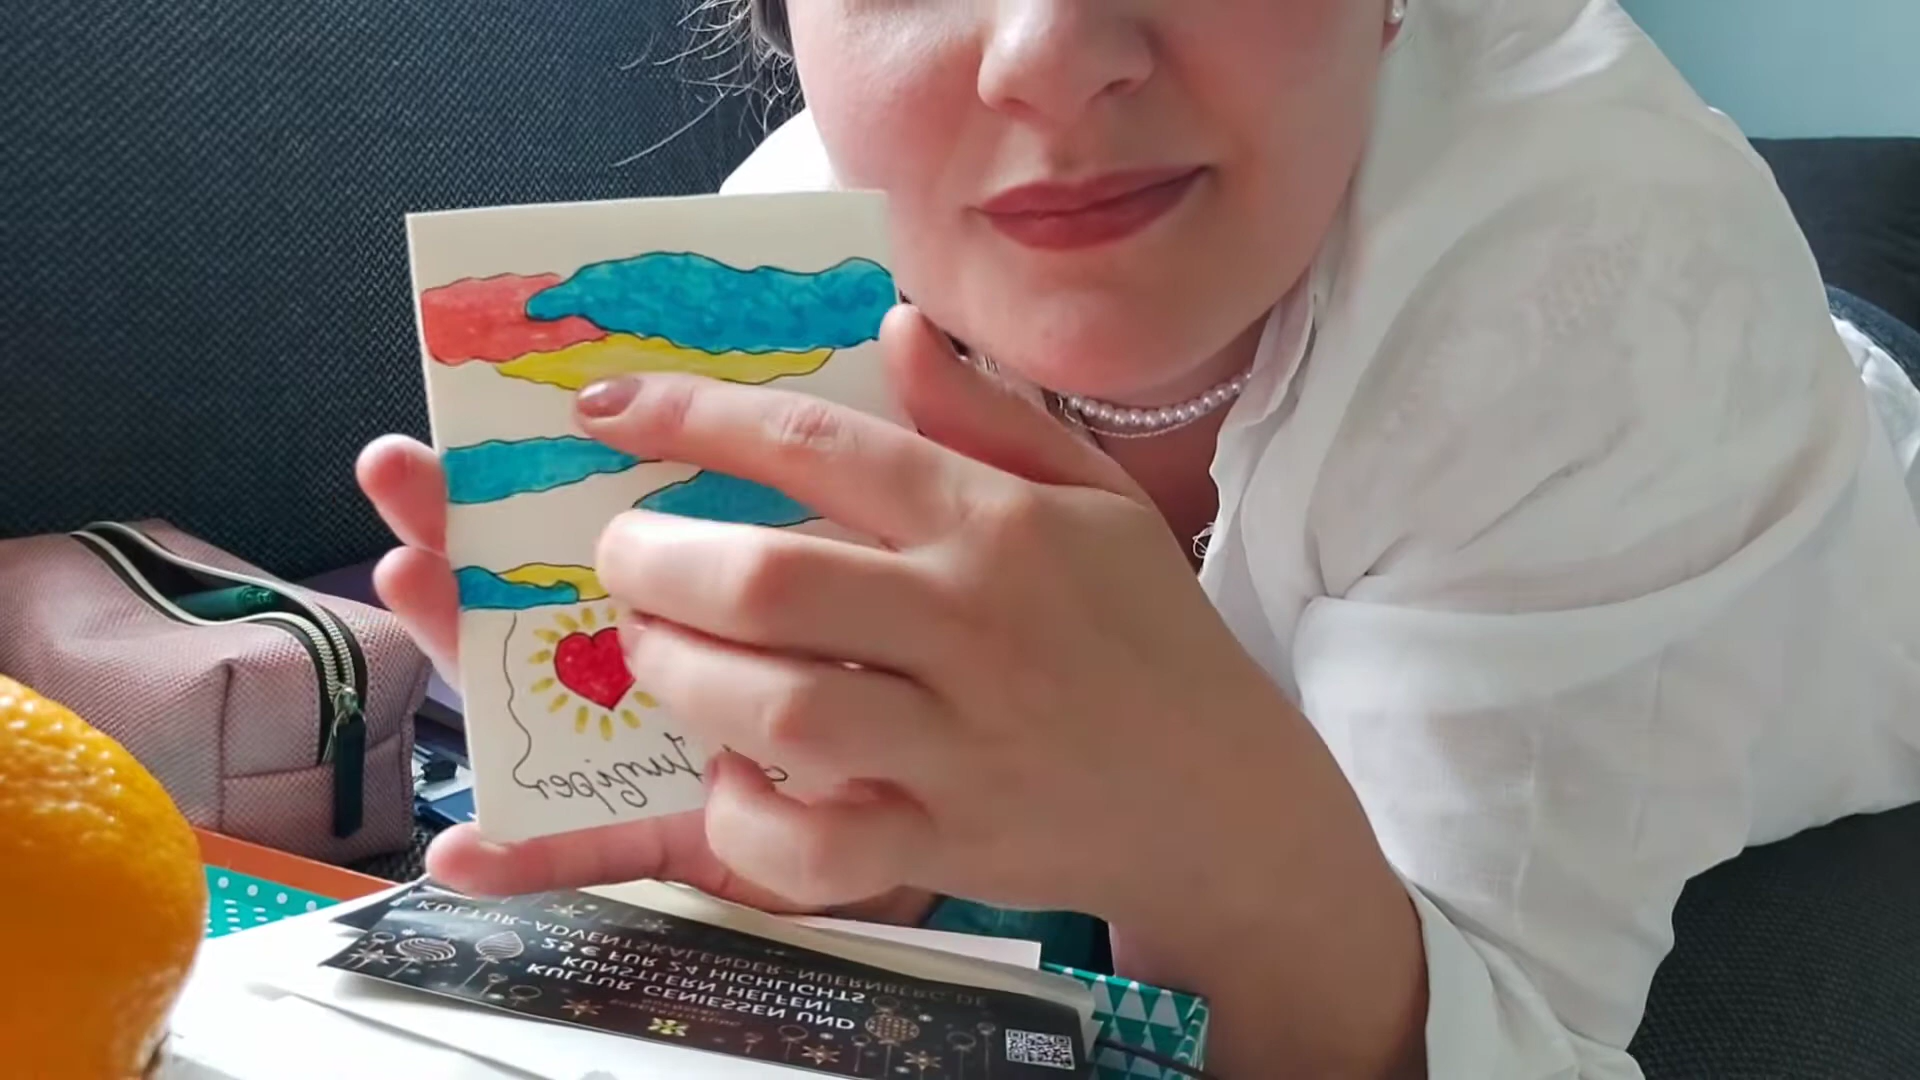 Juniper
KULTUR GENIESSEN UND
KÜNSTLERN HELFEN!
25 € FÜR 24 HIGHLIGHTS
KULTUR-ADVENTSKALENDER-NUERNBERG.DE